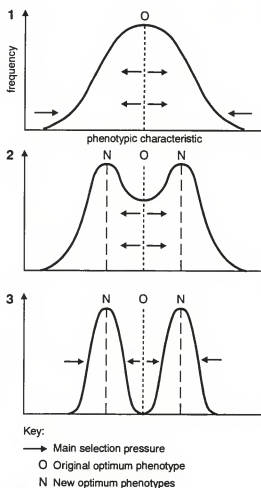 1
O
frequency
phenotypic characteristic
2
N O N
3
N O N
Key:
Main selection pressure
O Original optimum phenotype
N New optimum phenotypes